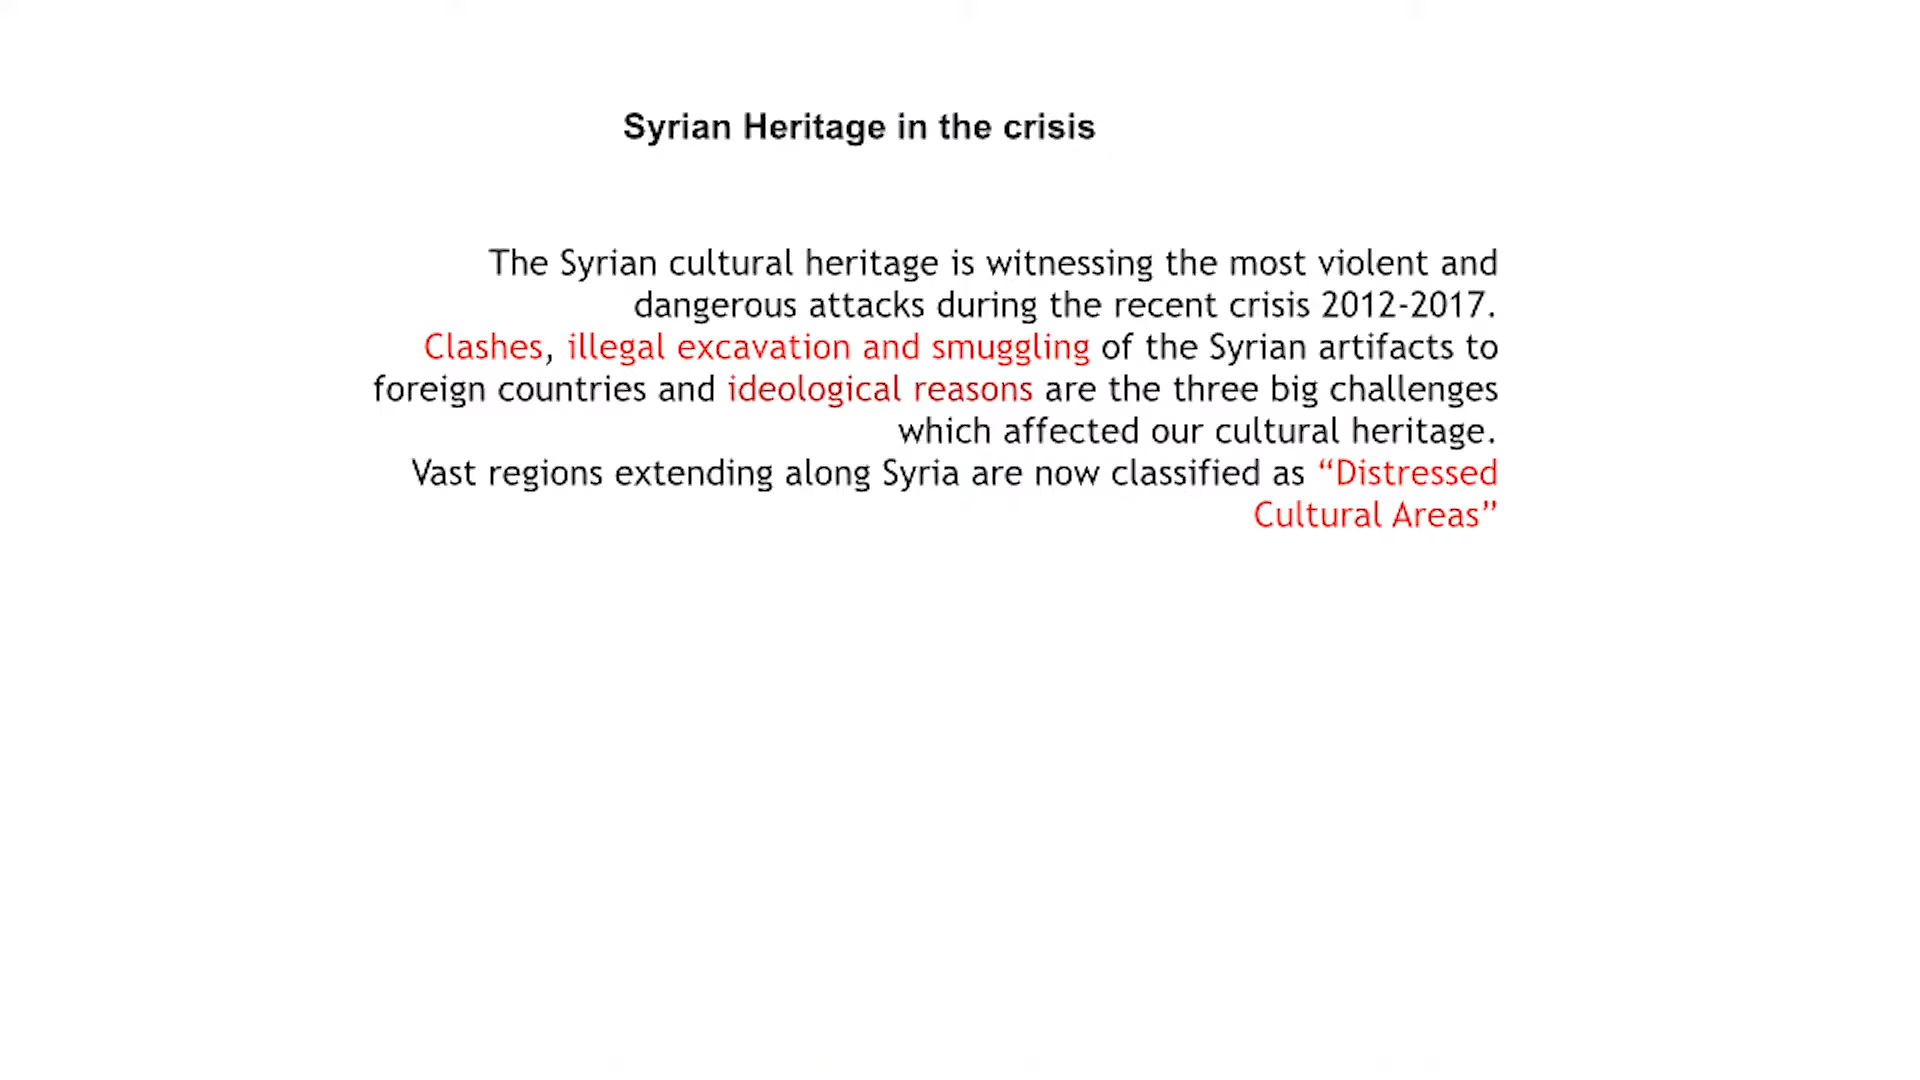 Syrian Heritage in the crisis
The Syrian cultural heritage is witnessing the most violent and
dangerous attacks during the recent crisis 2012-2017.
Clashes, illegal excavation and smuggling of the Syrian artifacts to
foreign countries and ideological reasons are the three big challenges
which affected our cultural heritage.
Vast regions extending along Syria are now classified as “Distressed
Cultural Areas”